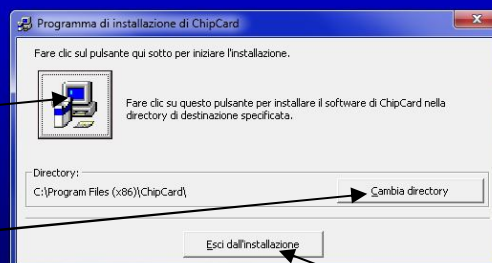 Programma di installazione di ChipCard
Fare clic sul pulsante qui sotto per iniziare l'installazione.
Fare clic su questo pulsante per installare il software di ChipCard nella
directory di destinazione specificata.
Directory:
C:\Program Files (x86)\ChipCard\
Cambia directory
Esci dall'installazione